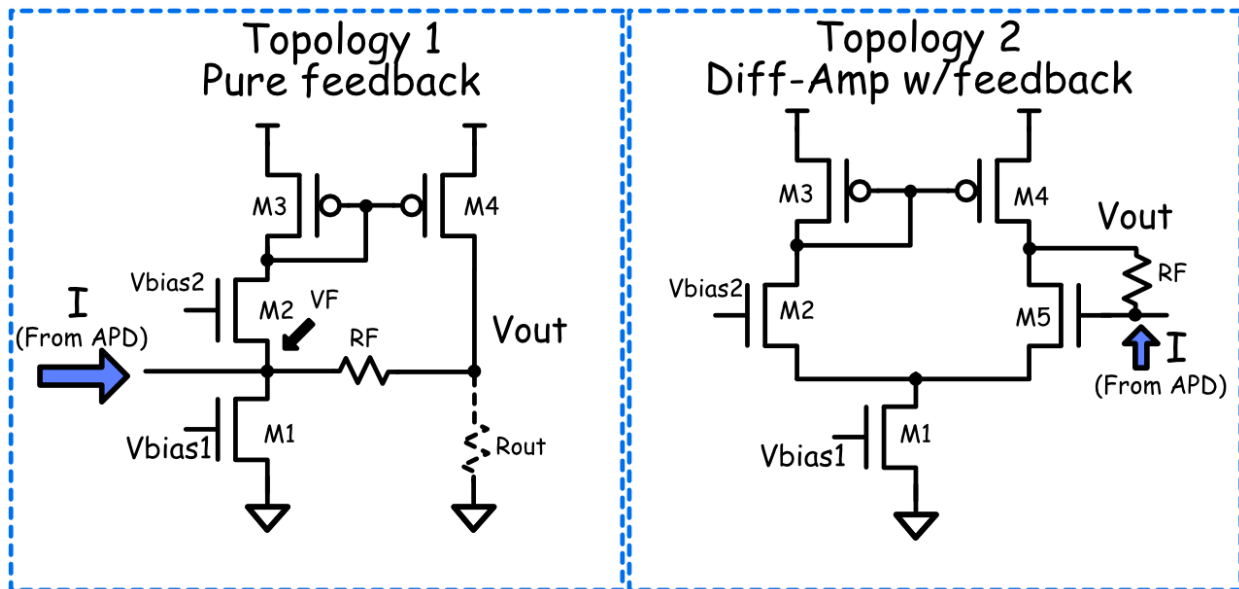 Topology 1
Pure feedback
M3
M4
Vbias2
M2
VF
I
(From APD)
RF
Vout
Vbias1
M1
Rout
Topology 2
Diff-Amp w/feedback
M3
M4
Vout
RF
Vbias2
M2
M5
I
(From APD)
Vbias1
M1